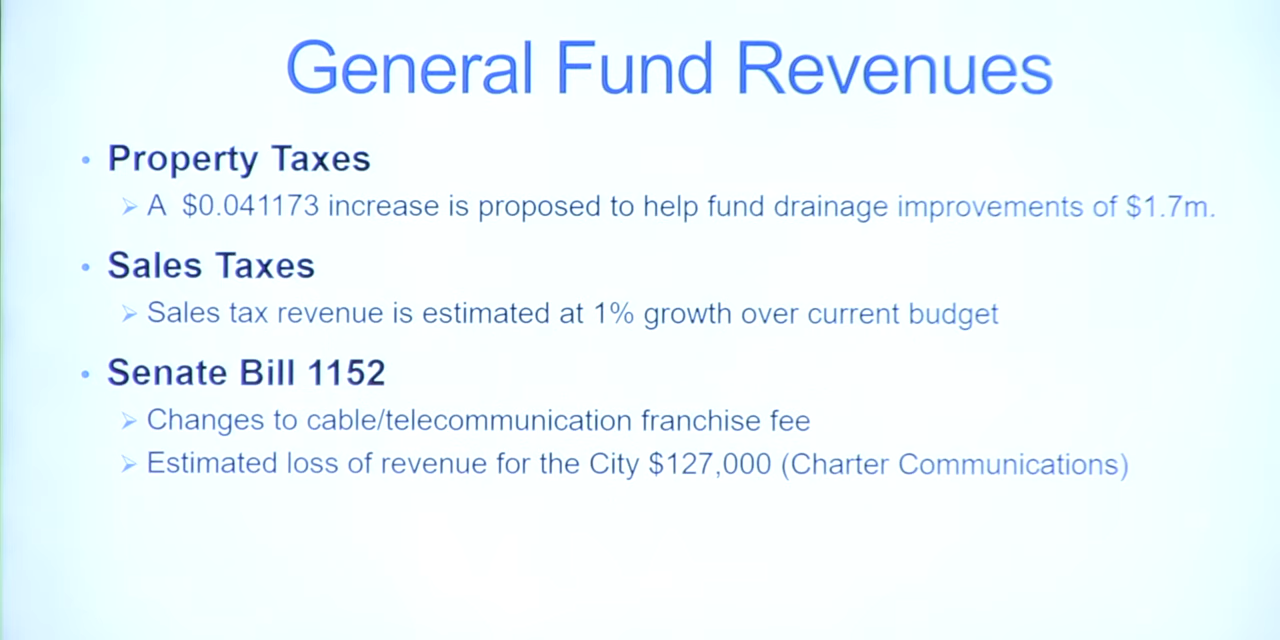 General Fund Revenues
• Property Taxes
➢ A $0.041173 increase is proposed to help fund drainage improvements of $1.7m.
• Sales Taxes
➢ Sales tax revenue is estimated at 1% growth over current budget
• Senate Bill 1152
➢ Changes to cable/telecommunication franchise fee
➢ Estimated loss of revenue for the City $127,000 (Charter Communications)